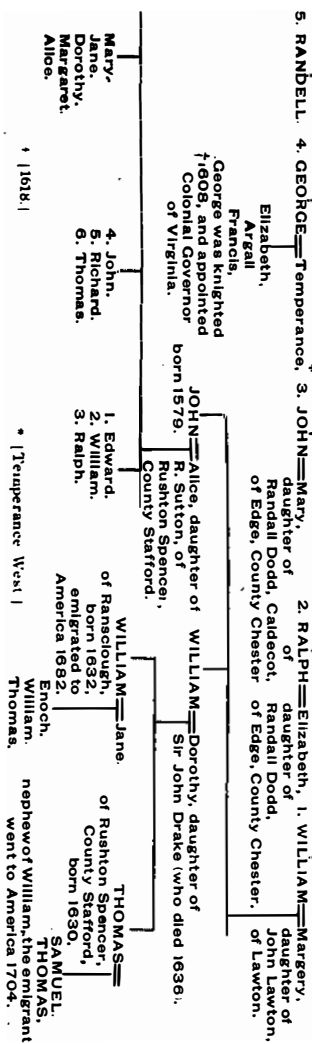 5. RANDELL.
4. GEORGE=Temperance,*
Elizabeth,
Argall
Francis,
George was knighted
†1608, and appointed
Colonial Governor
of Virginia.
3. JOHN=Mary,
daughter of
Randall Dodd, Caldecot,
of Edge, County Chester
2. RALPH=Elizabeth,
of daughter of
Randall Dodd,
of Edge, County Chester.
1. WILLIAM=Margery,
daughter of
John Lawton,
of Lawton.
JOHN=Alice, daughter of
born 1579. R. Sutton, of
Rushton Spencer,
County Stafford.
WILLIAM=Dorothy, daughter of
Sir John Drake (who died 1636).
Mary.
Jane.
Dorothy.
Margaret.
Alice.
4. John.
5. Richard.
6. Thomas.
1. Edward.
2. William.
3. Ralph.
WILLIAM=Jane.
of Ransclough,
born 1632,
emigrated to
America 1682.
Enoch.
William.
Thomas.
THOMAS=
of Rushton Spencer,
County Stafford,
born 1630,
SAMUEL.
THOMAS,
nephew of William, the emigrant
went to America 1704.
† [1618.]
* [Temperance West]